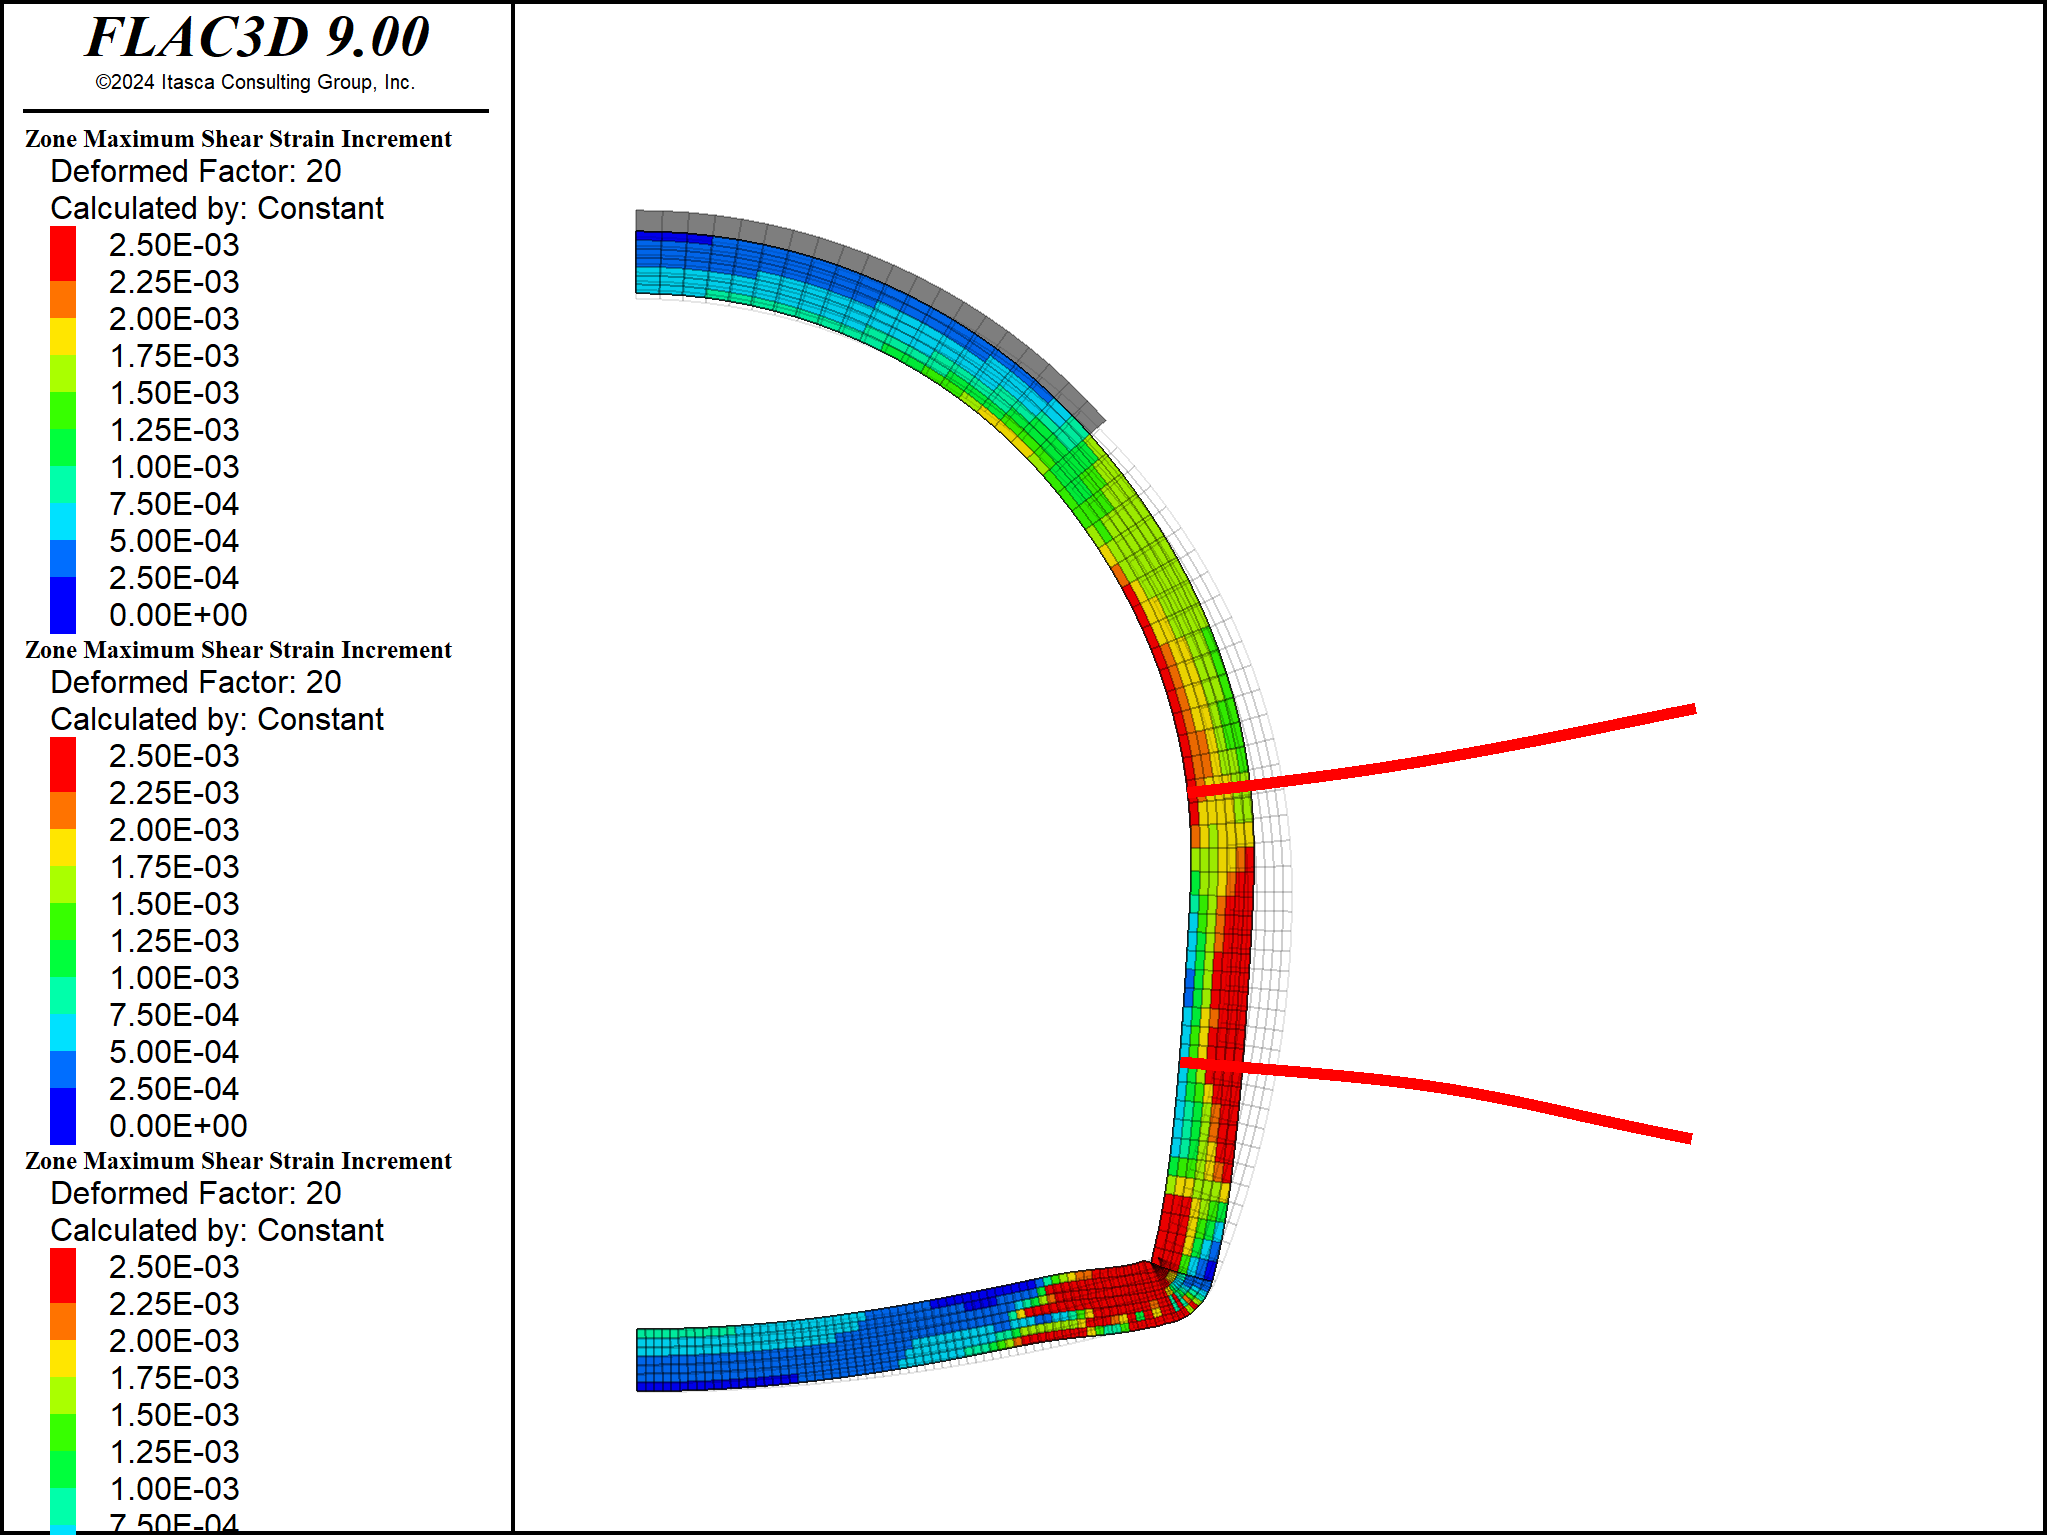 FLAC3D 9.00
©2024 Itasca Consulting Group, Inc.
Zone Maximum Shear Strain Increment
Deformed Factor: 20
Calculated by: Constant
2.50E-03
2.25E-03
2.00E-03
1.75E-03
1.50E-03
1.25E-03
1.00E-03
7.50E-04
5.00E-04
2.50E-04
0.00E+00
Zone Maximum Shear Strain Increment
Deformed Factor: 20
Calculated by: Constant
2.50E-03
2.25E-03
2.00E-03
1.75E-03
1.50E-03
1.25E-03
1.00E-03
7.50E-04
5.00E-04
2.50E-04
0.00E+00
Zone Maximum Shear Strain Increment
Deformed Factor: 20
Calculated by: Constant
2.50E-03
2.25E-03
2.00E-03
1.75E-03
1.50E-03
1.25E-03
1.00E-03
7.50E-04